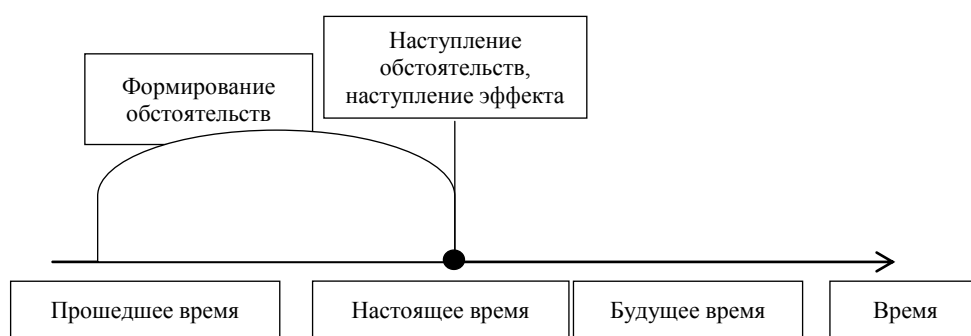 Формирование
обстоятельств
Наступление
обстоятельств,
наступление эффекта
Прошедшее время
Настоящее время
Будущее время
Время